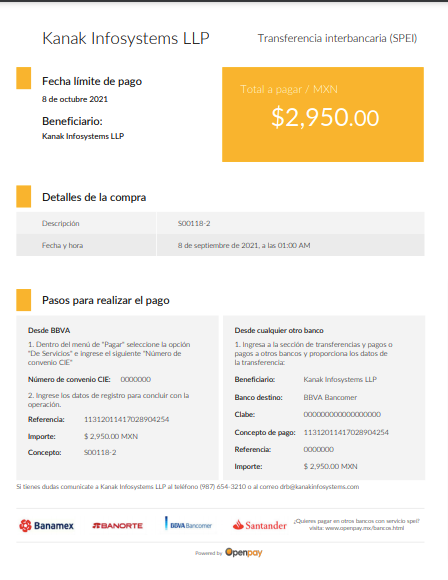 Kanak Infosystems LLP
Transferencia interbancaria (SPEI)
Fecha límite de pago
8 de octubre 2021
Beneficiario:
Kanak Infosystems LLP
Total a pagar / MXN
$2,950.00
Detalles de la compra
Descripción S00118-2
Fecha y hora 8 de septiembre de 2021, a las 01:00 AM
Pasos para realizar el pago
Desde BBVA
1. Dentro del menú de "Pagar" seleccione la opción
"De Servicios" e ingrese el siguiente "Número de
convenio CIE"
Número de convenio CIE: 0000000
2. Ingrese los datos de registro para concluir con la
operación.
Referencia: 11312011417028904254
Importe: $ 2,950.00 MXN
Concepto: S00118-2
Desde cualquier otro banco
1. Ingresa a la sección de transferencias y pagos o
pagos a otros bancos y proporciona los datos de
la transferencia:
Beneficiario: Kanak Infosystems LLP
Banco destino: BBVA Bancomer
Clabe: 000000000000000000
Concepto de pago: 11312011417028904254
Referencia: 0000000
Importe: $ 2,950.00 MXN
Si tienes dudas comunicate a Kanak Infosystems LLP al teléfono (987) 654-3210 o al correo drb@kanakinfosystems.com
Banamex
BANORTE
BBVA Bancomer
Santander
¿Quieres pagar en otros bancos con servicio spei?
visita: www.openpay.mx/bancos.html
Powered by Openpay